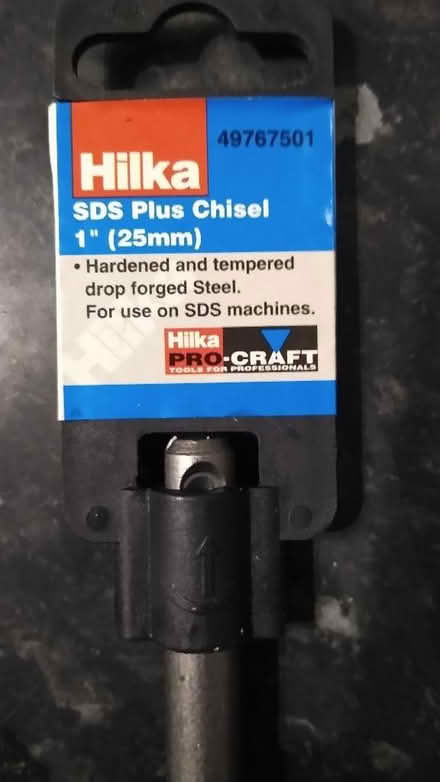 Hilka
49767501
SDS Plus Chisel
1" (25mm)
• Hardened and tempered
drop forged Steel.
For use on SDS machines.
Hilka
PRO-CRAFT
TOOLS FOR PROFESSIONALS